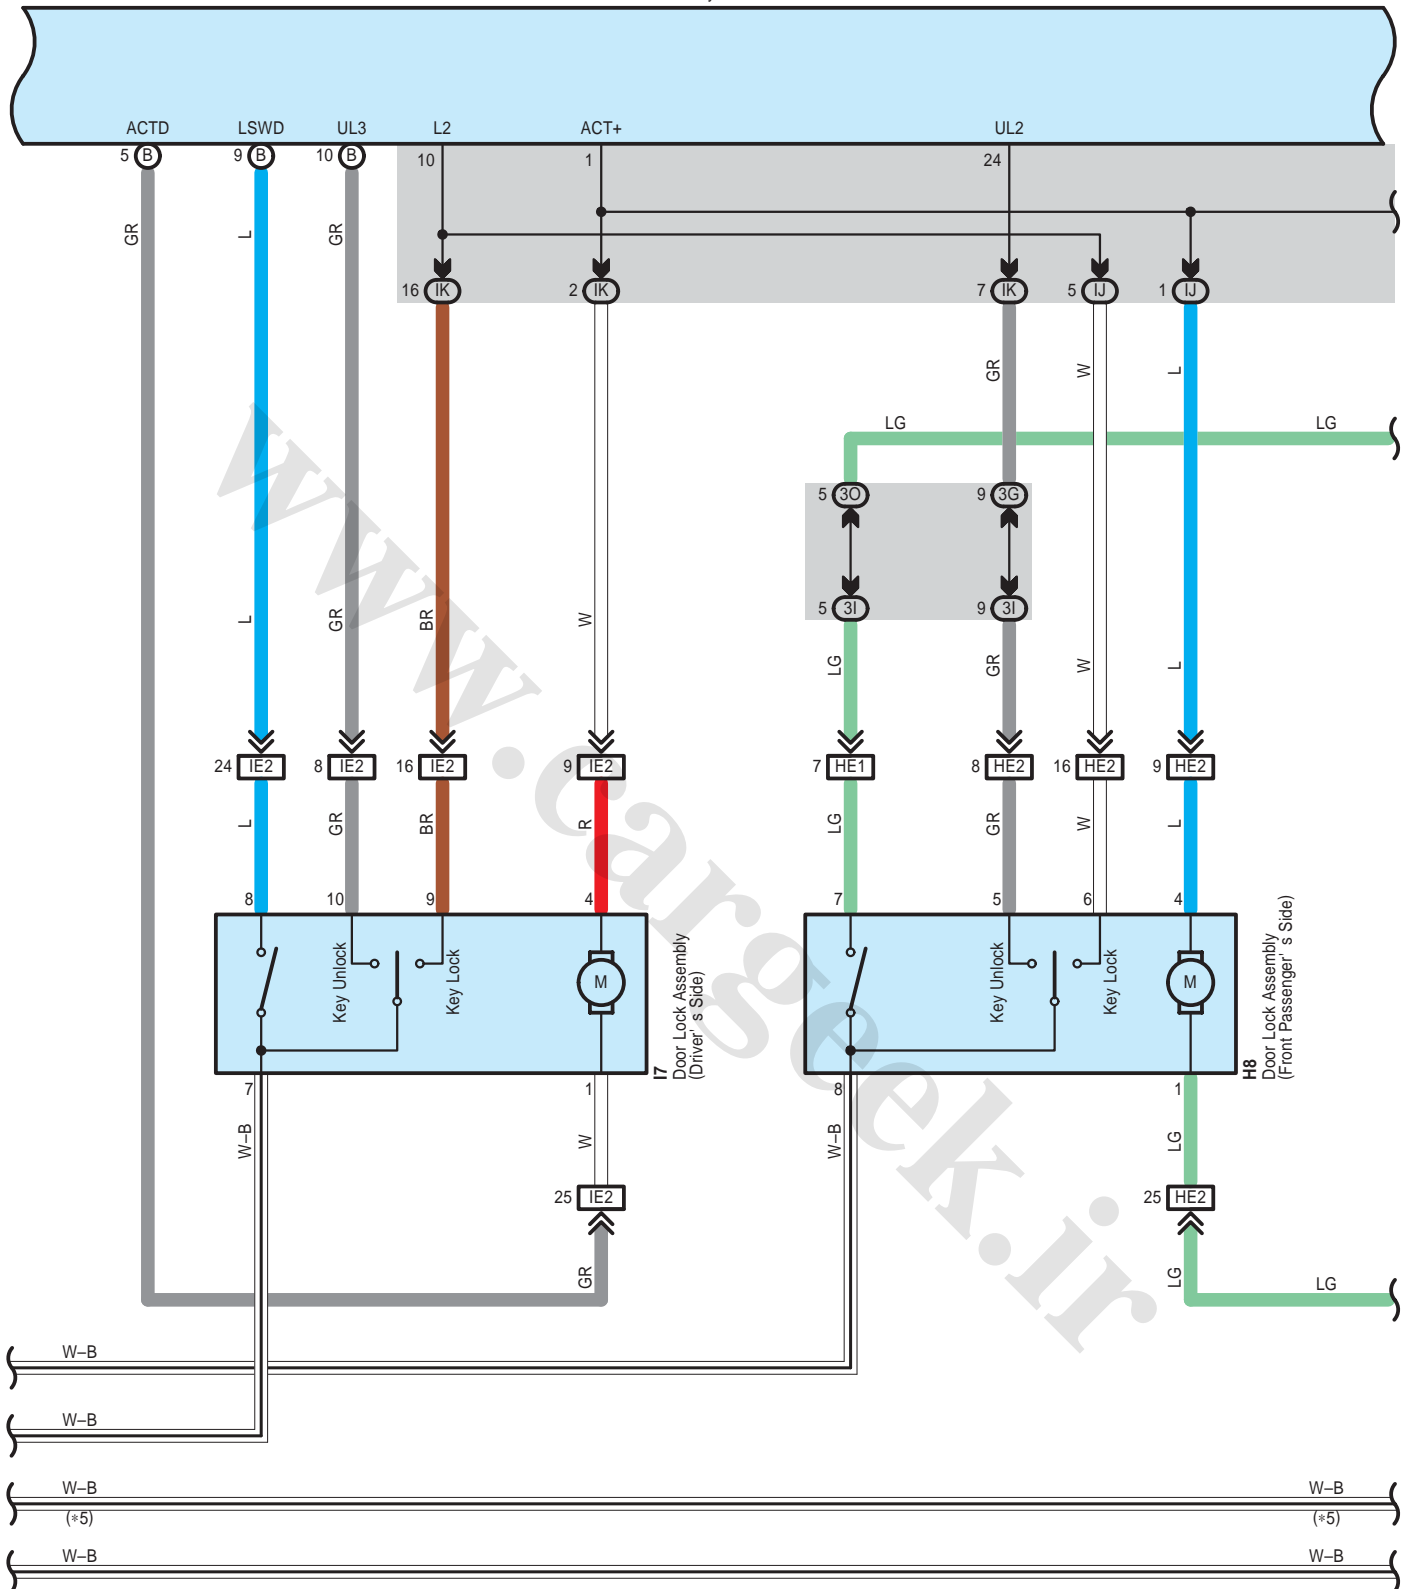 ACTD LSWD UL3 L2 ACT+ UL2
5 B 9 B 10 B 10 1 24
GR L GR
16 IK 2 IK 7 IK 5 IJ 1 IJ
GR W L
LG LG
5 3O 9 3G
5 3I 9 3I
L GR BR W LG GR W L
24 IE2 8 IE2 16 IE2 9 IE2 7 HE1 8 HE2 16 HE2 9 HE2
L GR BR R LG GR W L
8 10 9 4 7 5 6 4
Key Unlock Key Lock M Key Unlock Key Lock M
I7
Door Lock Assembly
(Driver' s Side)
H8
Door Lock Assembly
(Front Passenger' s Side)
7 1 8 1
W–B W W–B LG
25 IE2 25 HE2
GR LG LG
W–B
W–B
W–B W–B
(*5) (*5)
W–B W–B
www.cargeek.ir